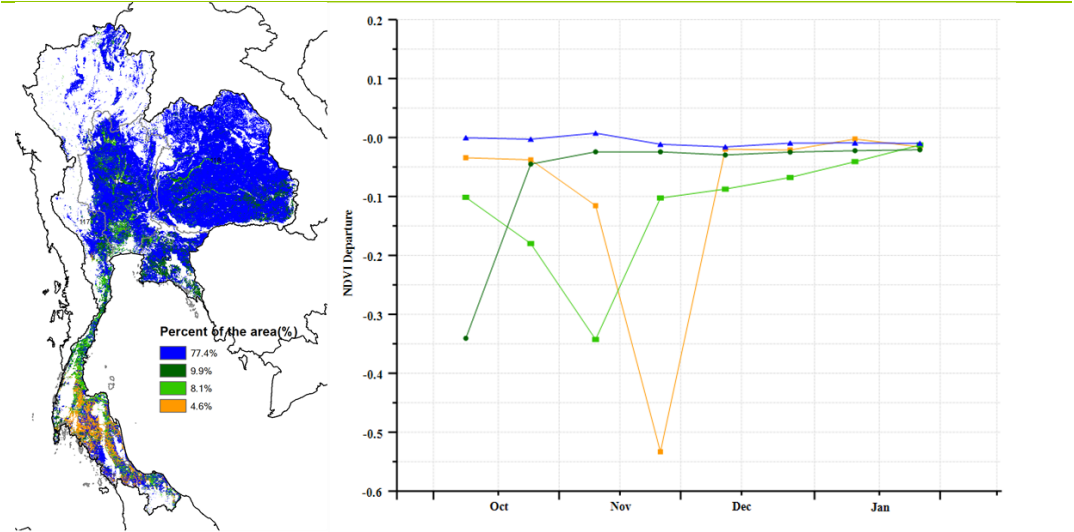 Percent of the area(%)
77.4%
9.9%
8.1%
4.6%
NDVI Departure
0.2
0.1
-0.0
-0.1
-0.2
-0.3
-0.4
-0.5
-0.6
Oct
Nov
Dec
Jan